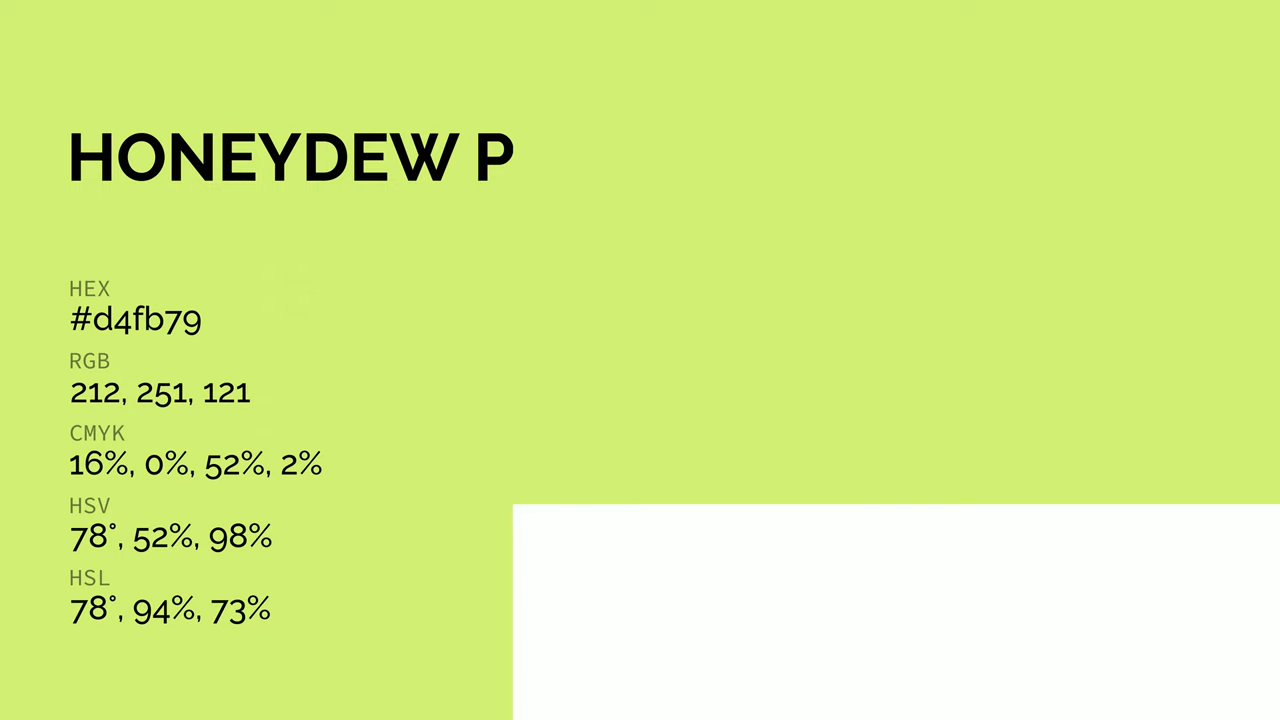 HONEYDEW P
HEX
#d4fb79
RGB
212, 251, 121
CMYK
16%, 0%, 52%, 2%
HSV
78°, 52%, 98%
HSL
78°, 94%, 73%